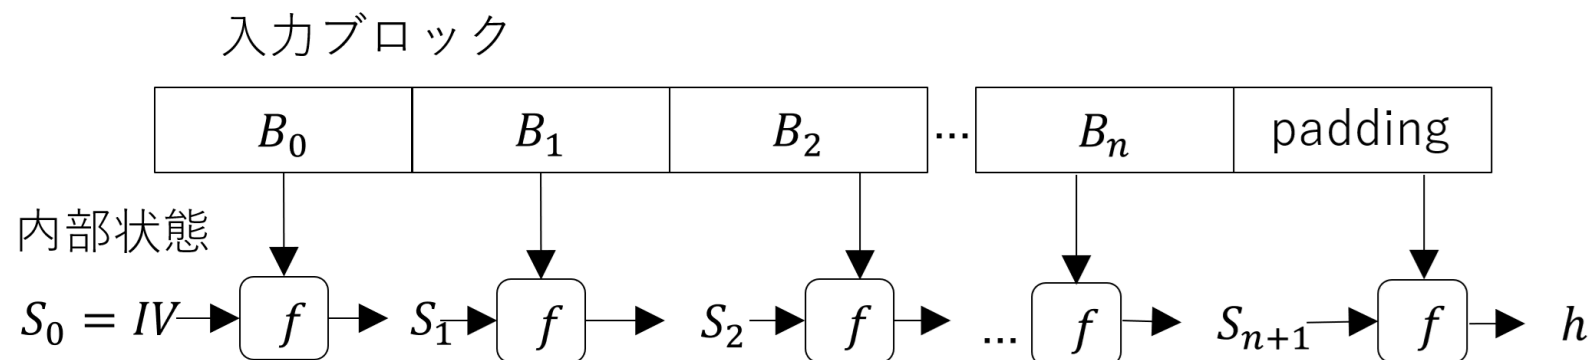 入力ブロック
B₀ B₁ B₂ ... Bₙ padding
内部状態
S₀ = IV f S₁ f S₂ f ... f Sₙ₊₁ f h